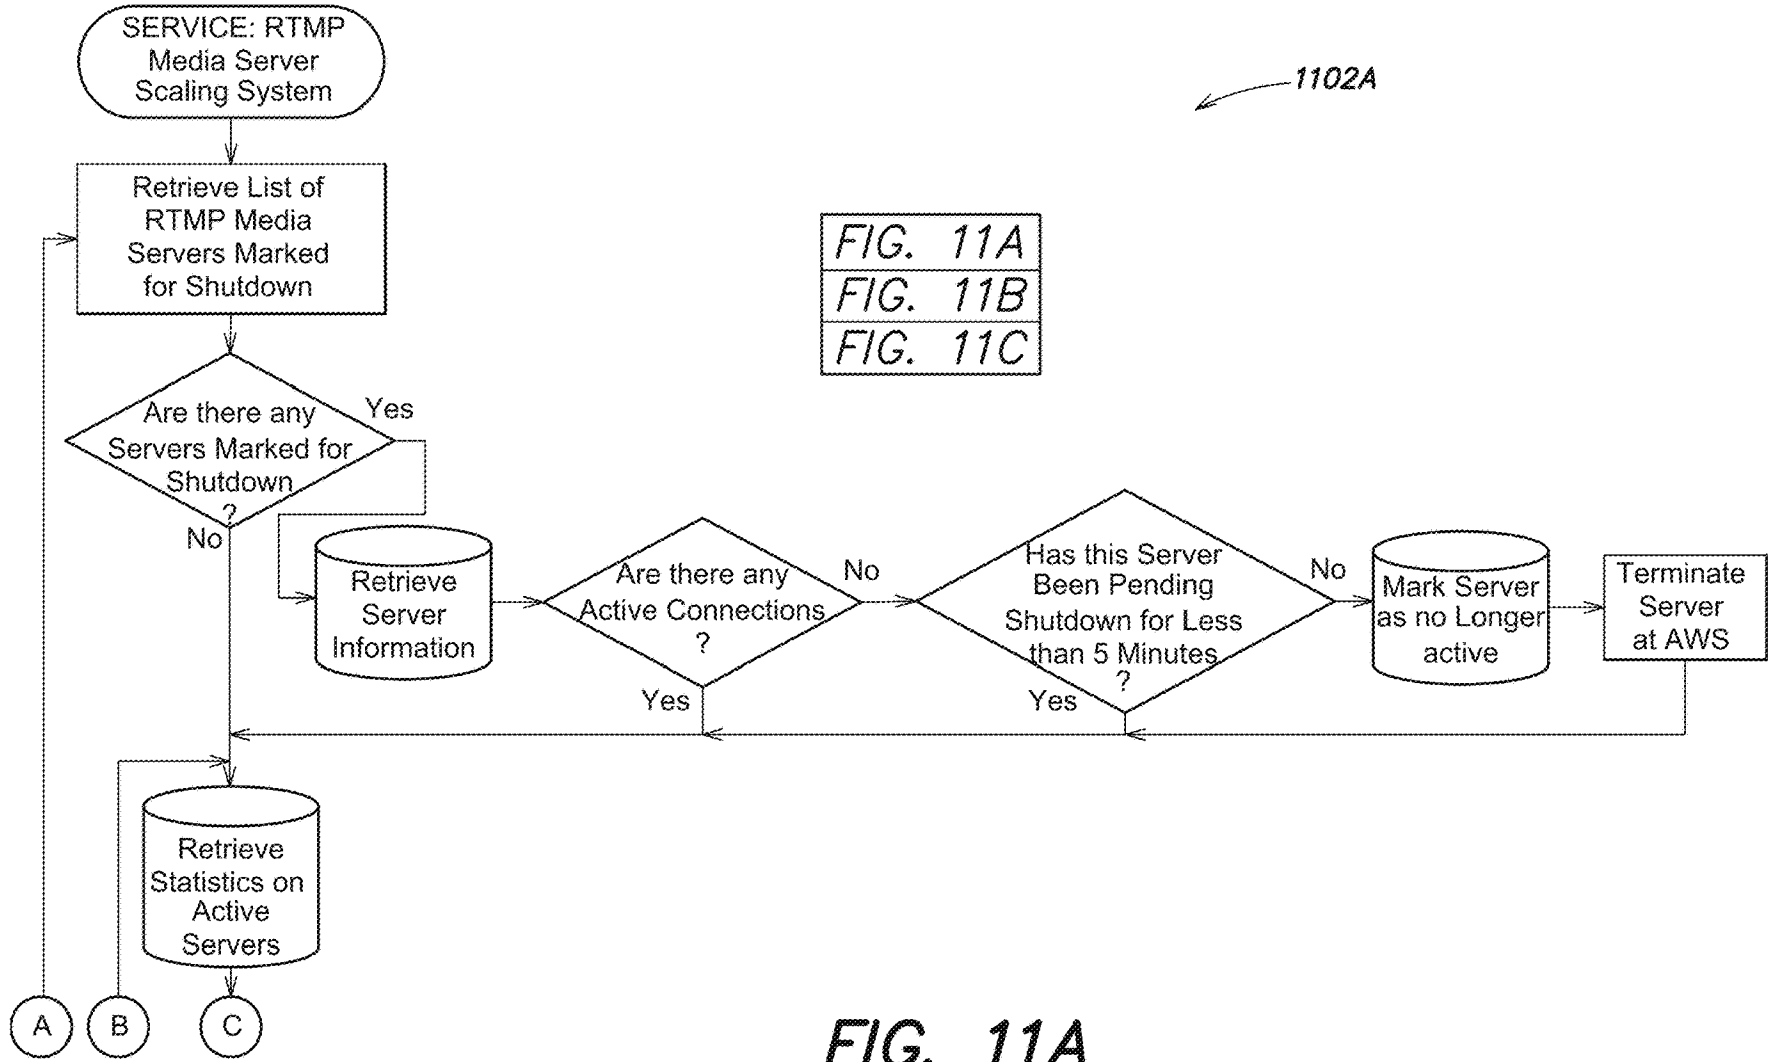 SERVICE: RTMP
Media Server
Scaling System
1102A
Retrieve List of
RTMP Media
Servers Marked
for Shutdown
FIG. 11A
FIG. 11B
FIG. 11C
Are there any
Servers Marked for
Shutdown
?
Yes
No
Retrieve
Server
Information
Are there any
Active Connections
?
No
Yes
Has this Server
Been Pending
Shutdown for Less
than 5 Minutes
?
No
Yes
Mark Server
as no Longer
active
Terminate
Server
at AWS
Retrieve
Statistics on
Active
Servers
A
B
C
FIG. 11A